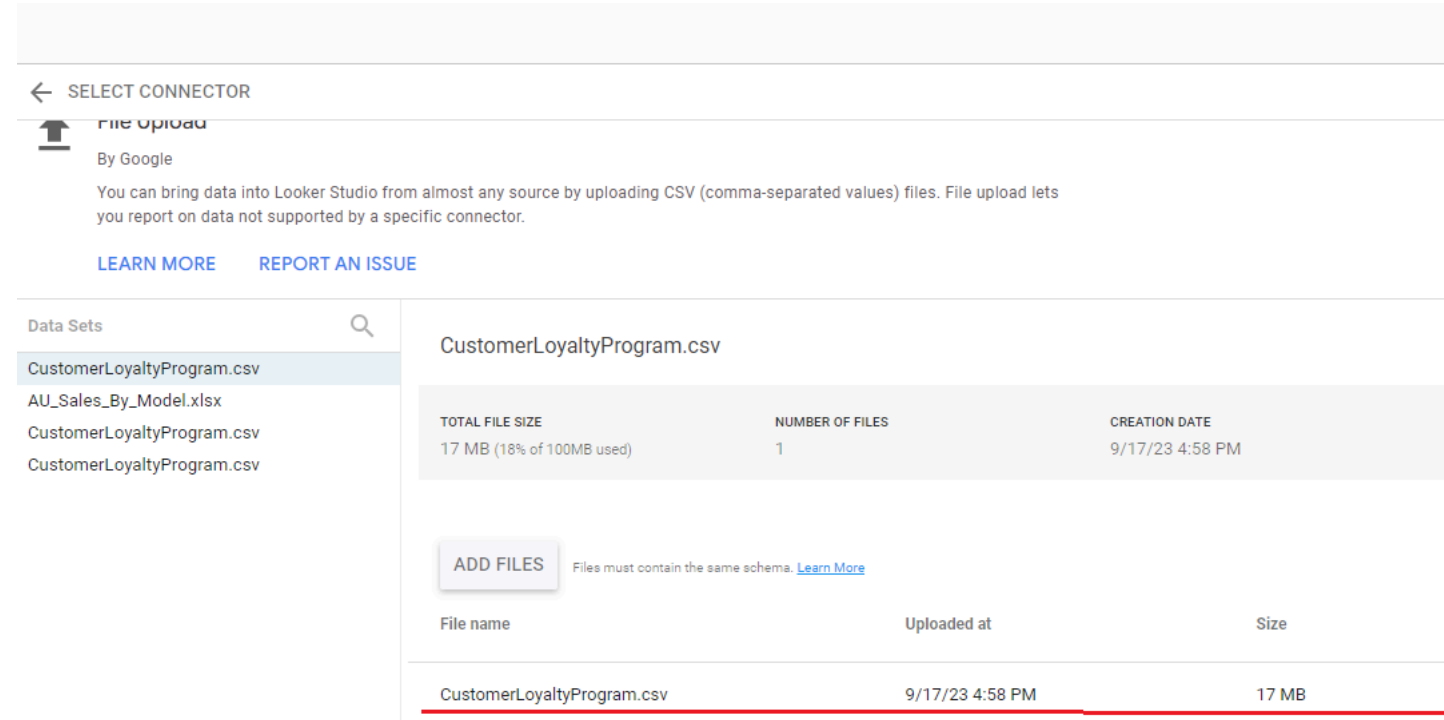 SELECT CONNECTOR
File Upload
By Google
You can bring data into Looker Studio from almost any source by uploading CSV (comma-separated values) files. File upload lets
you report on data not supported by a specific connector.
LEARN MORE REPORT AN ISSUE
Data Sets
CustomerLoyaltyProgram.csv
AU_Sales_By_Model.xlsx
CustomerLoyaltyProgram.csv
CustomerLoyaltyProgram.csv
CustomerLoyaltyProgram.csv
TOTAL FILE SIZE NUMBER OF FILES CREATION DATE
17 MB (18% of 100MB used) 1 9/17/23 4:58 PM
ADD FILES Files must contain the same schema. Learn More
File name Uploaded at Size
CustomerLoyaltyProgram.csv 9/17/23 4:58 PM 17 MB